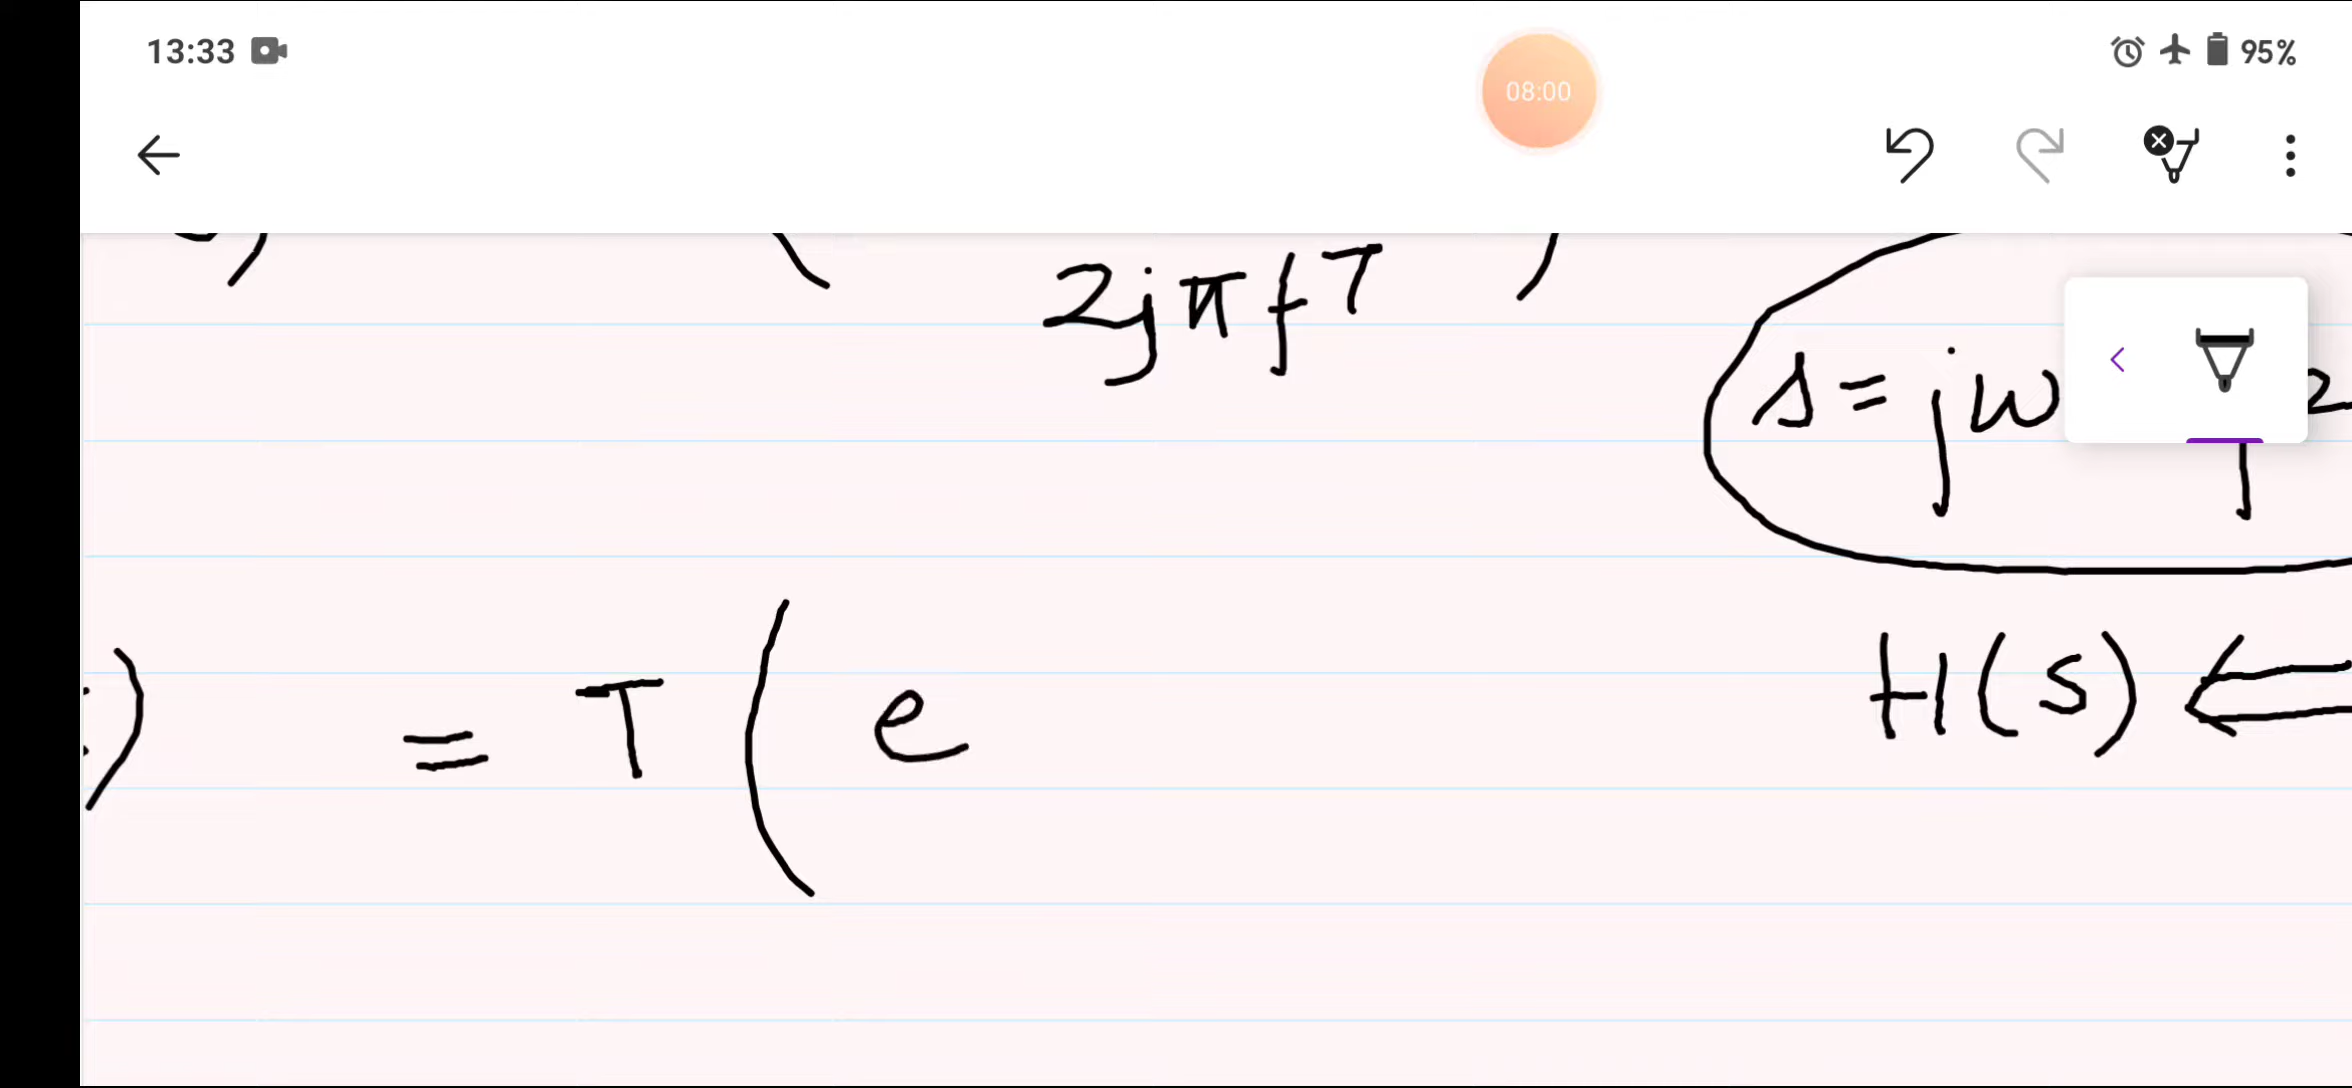 13:33
08:00
95%
2jπfT
s = jω
= T ( e
H(s)